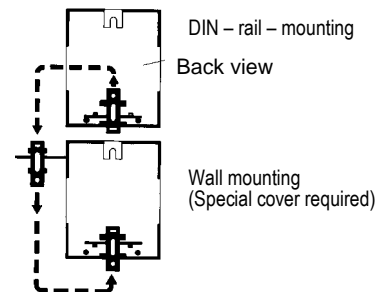 DIN – rail – mounting
Back view
Wall mounting
(Special cover required)